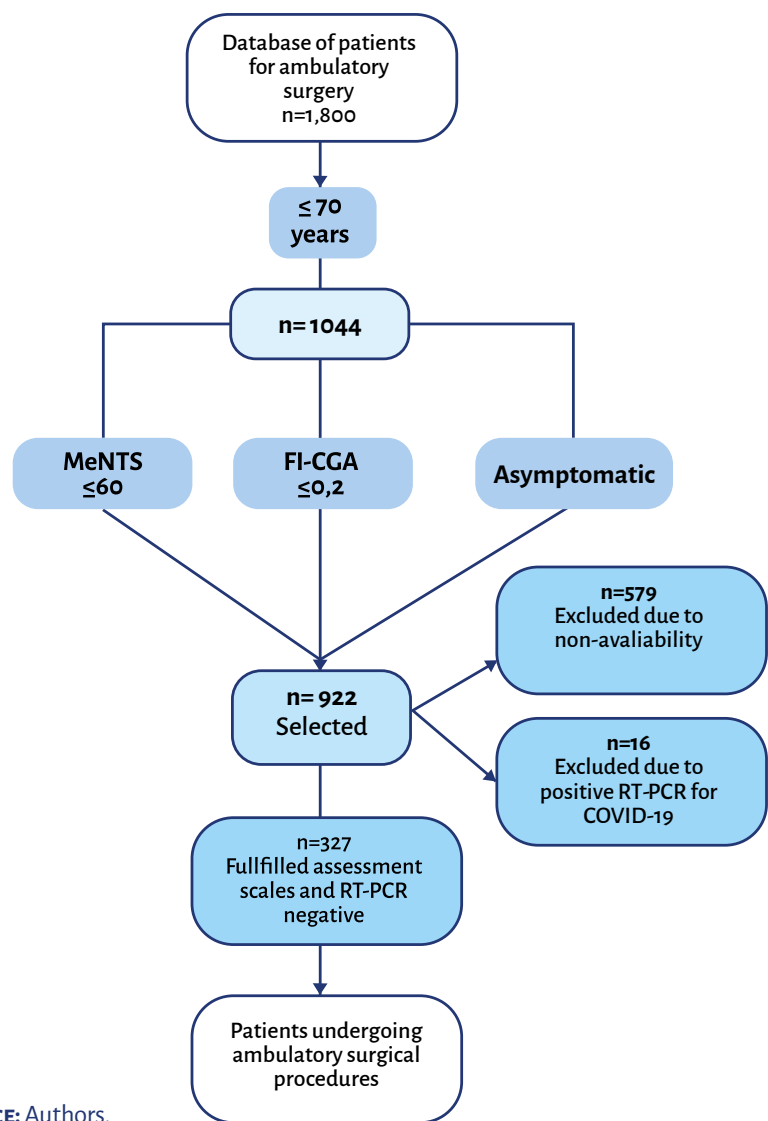 Database of patients
for ambulatory
surgery
n=1,800
≤ 70
years
n= 1044
MeNTS
≤60
FI-CGA
≤0,2
Asymptomatic
n=579
Excluded due to
non-avaliability
n= 922
Selected
n=16
Excluded due to
positive RT-PCR for
COVID-19
n=327
Fullfilled assessment
scales and RT-PCR
negative
Patients undergoing
ambulatory surgical
procedures
CE: Authors.